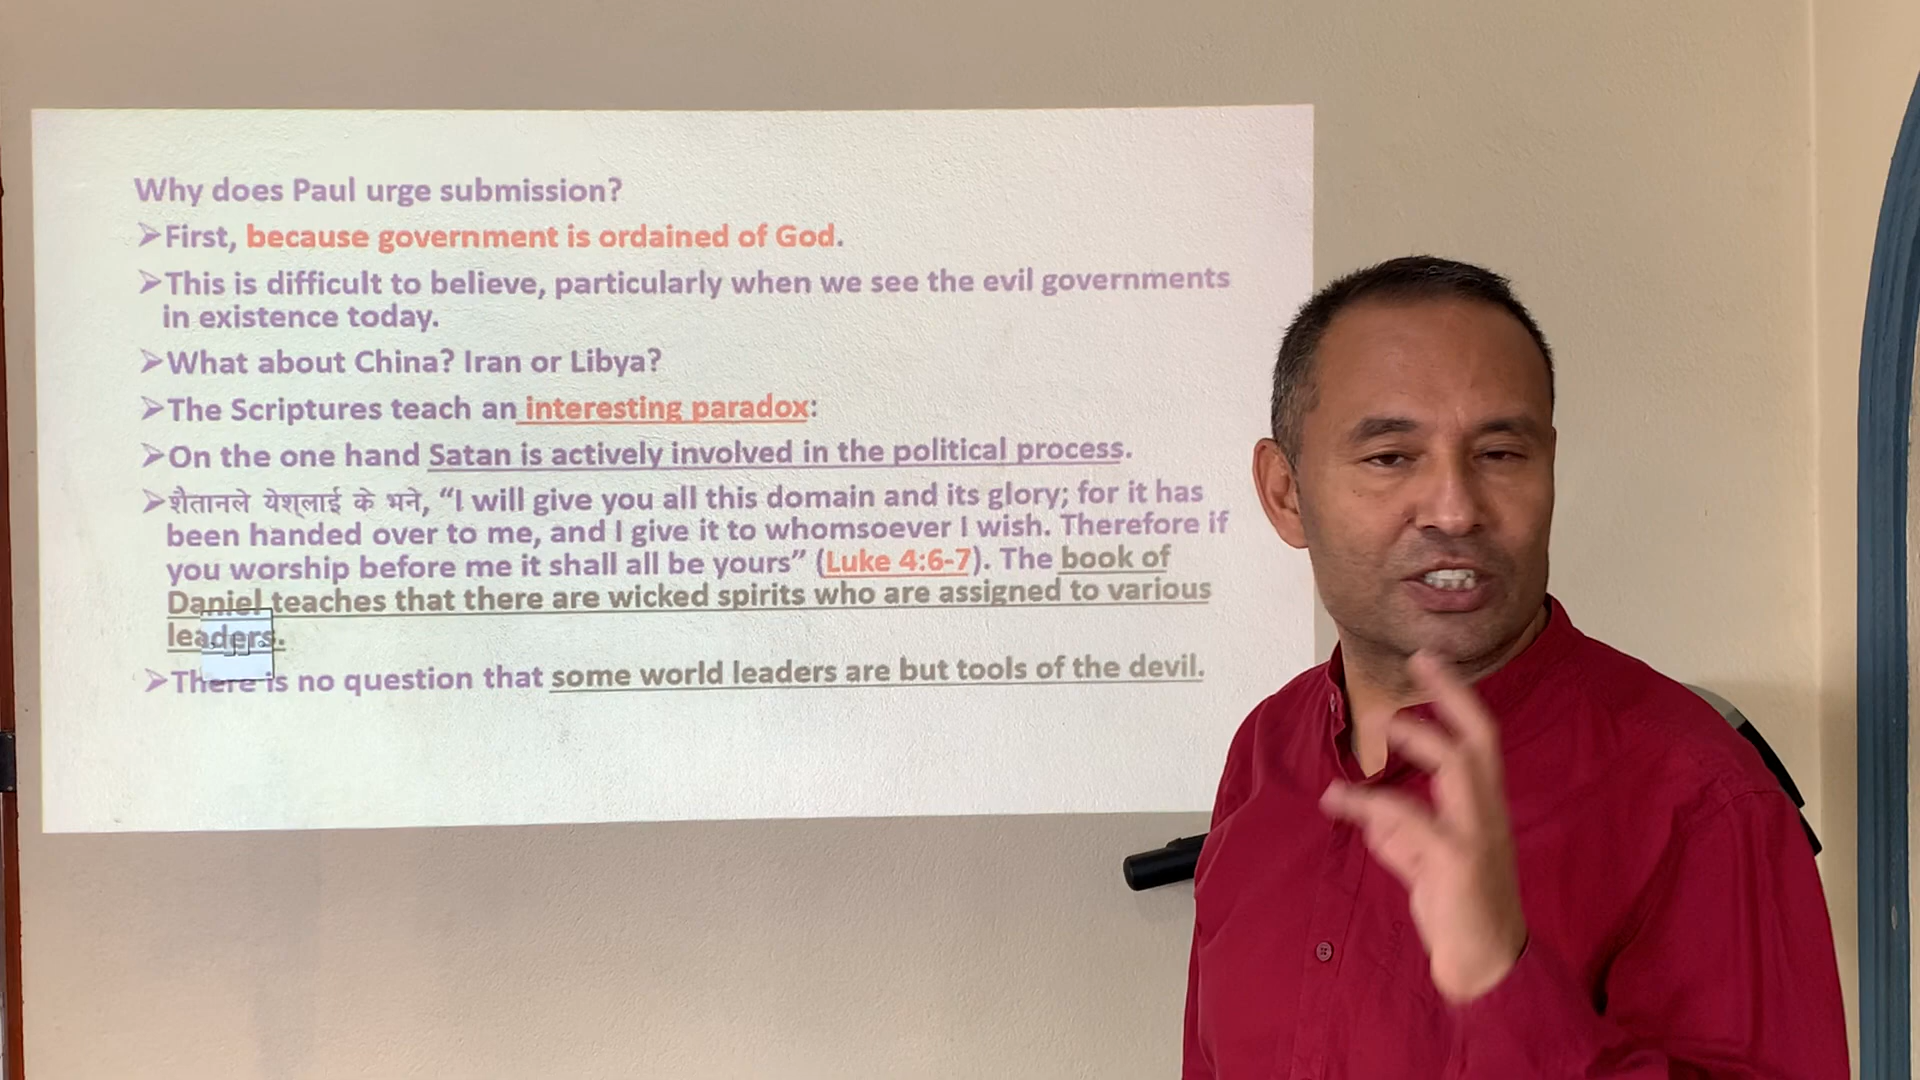 Why does Paul urge submission?
➢First, because government is ordained of God.
➢This is difficult to believe, particularly when we see the evil governments
in existence today.
➢What about China? Iran or Libya?
➢The Scriptures teach an interesting paradox:
➢On the one hand Satan is actively involved in the political process.
➢शैतानले येशूलाई के भने, “I will give you all this domain and its glory; for it has
been handed over to me, and I give it to whomsoever I wish. Therefore if
you worship before me it shall all be yours” (Luke 4:6-7). The book of
Daniel teaches that there are wicked spirits who are assigned to various
leaders.
➢There is no question that some world leaders are but tools of the devil.